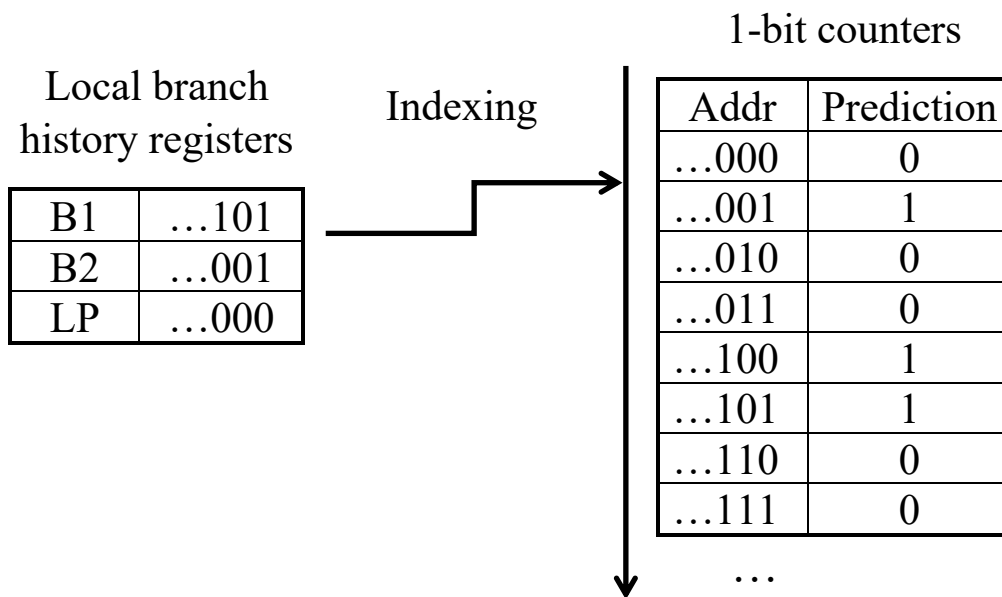 1-bit counters
Local branch
history registers
Indexing
B1 …101
B2 …001
LP …000
Addr Prediction
…000 0
…001 1
…010 0
…011 0
…100 1
…101 1
…110 0
…111 0
…